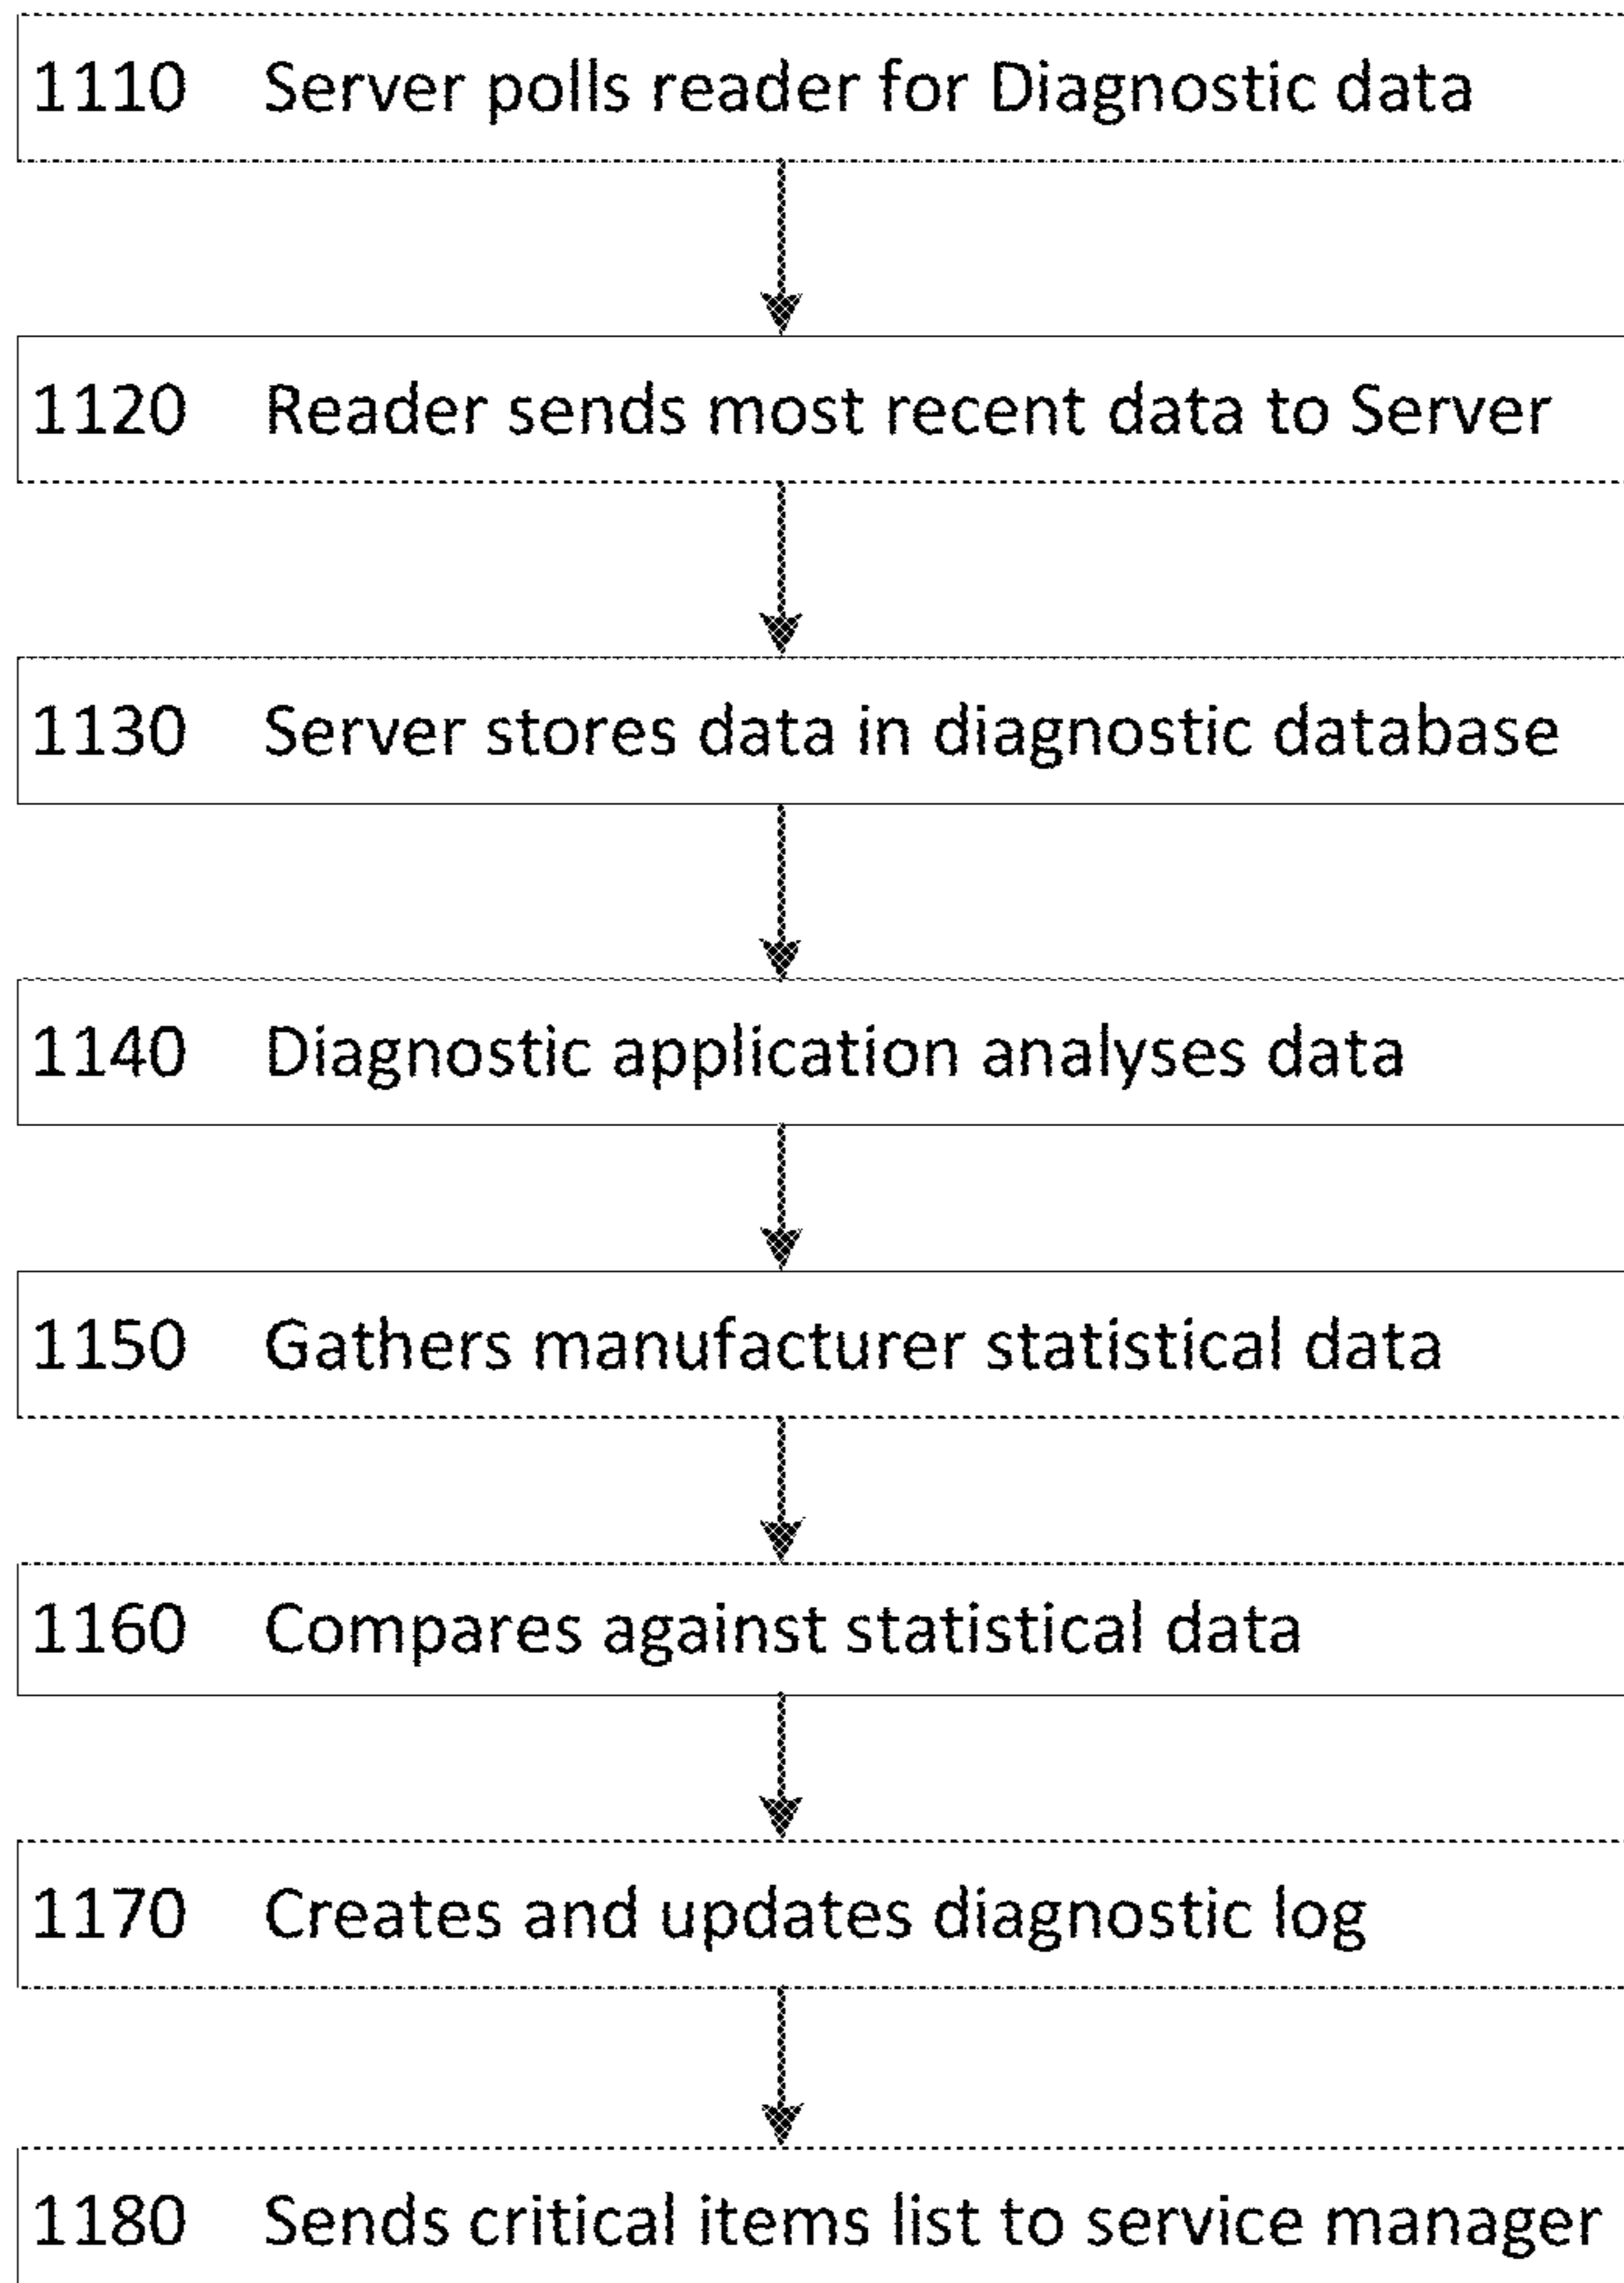 1110 Server polls reader for Diagnostic data
1120 Reader sends most recent data to Server
1130 Server stores data in diagnostic database
1140 Diagnostic application analyses data
1150 Gathers manufacturer statistical data
1160 Compares against statistical data
1170 Creates and updates diagnostic log
1180 Sends critical items list to service manager